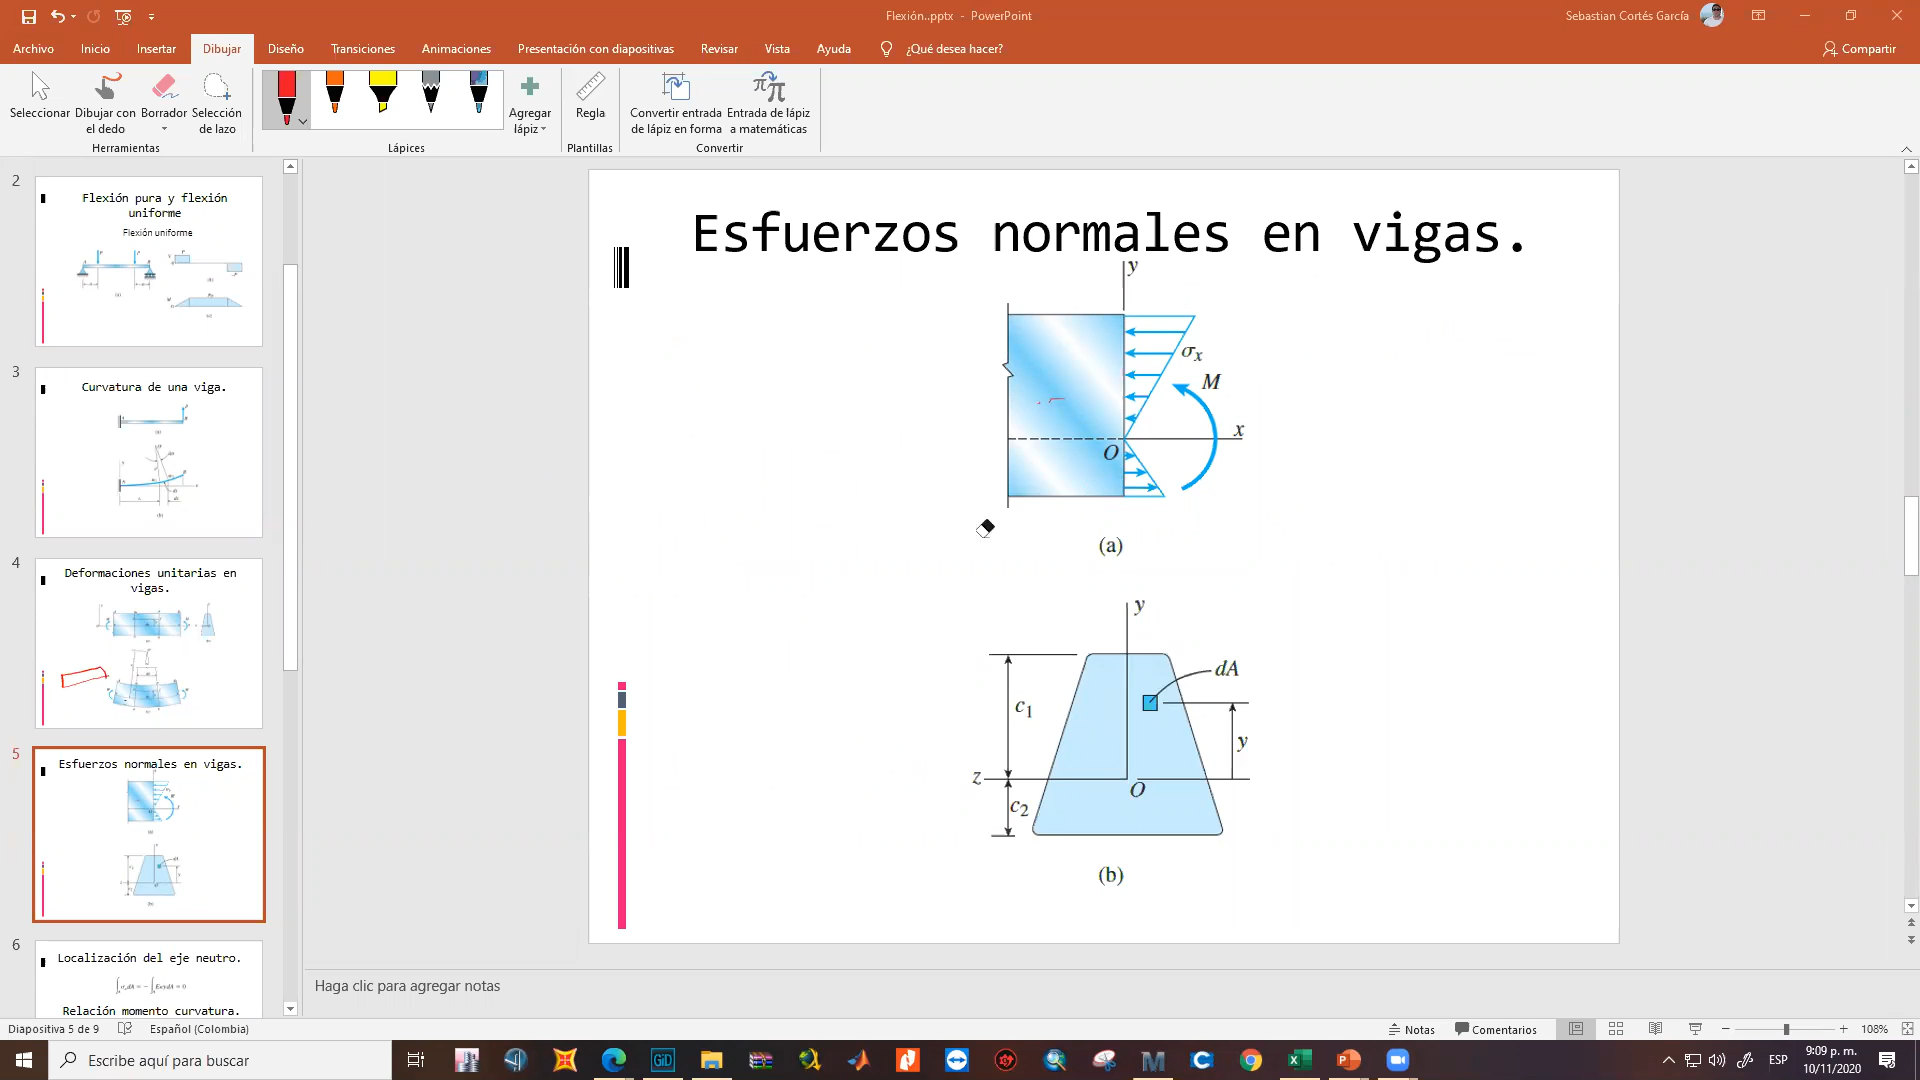 Flexión..pptx - PowerPoint
Sebastian Cortés García
Archivo Inicio Insertar Dibujar Diseño Transiciones Animaciones Presentación con diapositivas Revisar Vista Ayuda ¿Qué desea hacer? Compartir
Seleccionar Dibujar con el dedo Borrador Selección de lazo
Agregar lápiz Regla
Convertir entrada de lápiz en forma Entrada de lápiz a matemáticas
Herramientas Lápices Plantillas Convertir
2
Flexión pura y flexión
uniforme
Flexión uniforme
3
Curvatura de una viga.
4
Deformaciones unitarias en
vigas.
5
Esfuerzos normales en vigas.
6
Localización del eje neutro.
Relación momento curvatura.
Esfuerzos normales en vigas.
y
σx
M
x
O
(a)
y
dA
c1
y
z
O
c2
(b)
Haga clic para agregar notas
Diapositiva 5 de 9 Español (Colombia) Notas Comentarios 108%
Escribe aquí para buscar
GiD
ESP
9:09 p. m.
10/11/2020